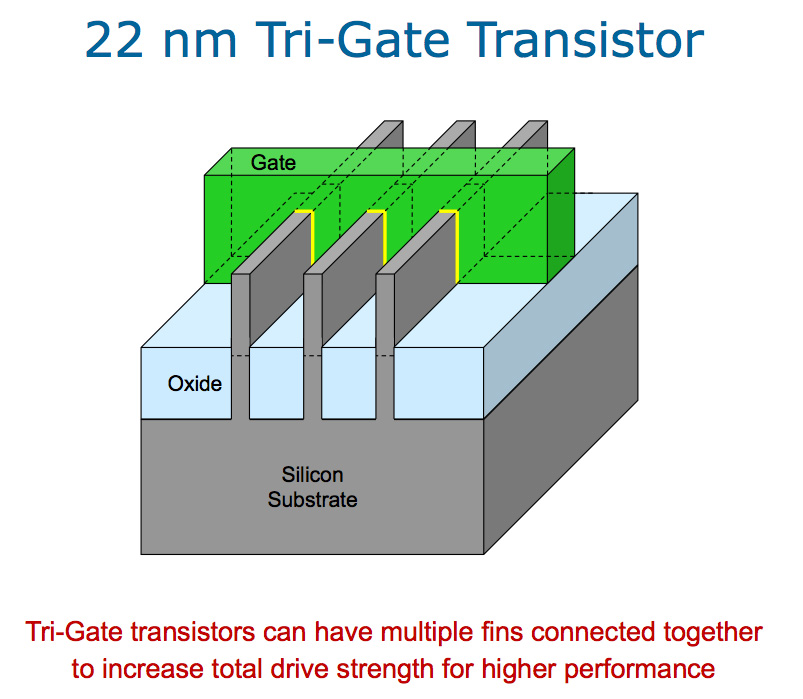 22 nm Tri-Gate Transistor
Gate
Oxide
Silicon
Substrate
Tri-Gate transistors can have multiple fins connected together
to increase total drive strength for higher performance